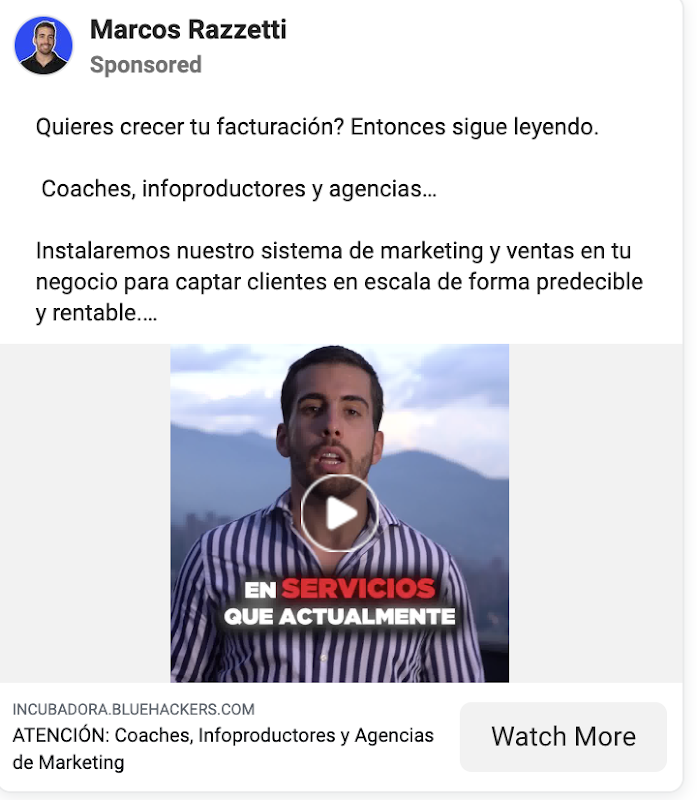 Marcos Razzetti
Sponsored
Quieres crecer tu facturación? Entonces sigue leyendo.
Coaches, infoproductores y agencias...
Instalaremos nuestro sistema de marketing y ventas en tu
negocio para captar clientes en escala de forma predecible
y rentable....
EN SERVICIOS
QUE ACTUALMENTE
INCUBADORA.BLUEHACKERS.COM
ATENCIÓN: Coaches, Infoproductores y Agencias
de Marketing
Watch More